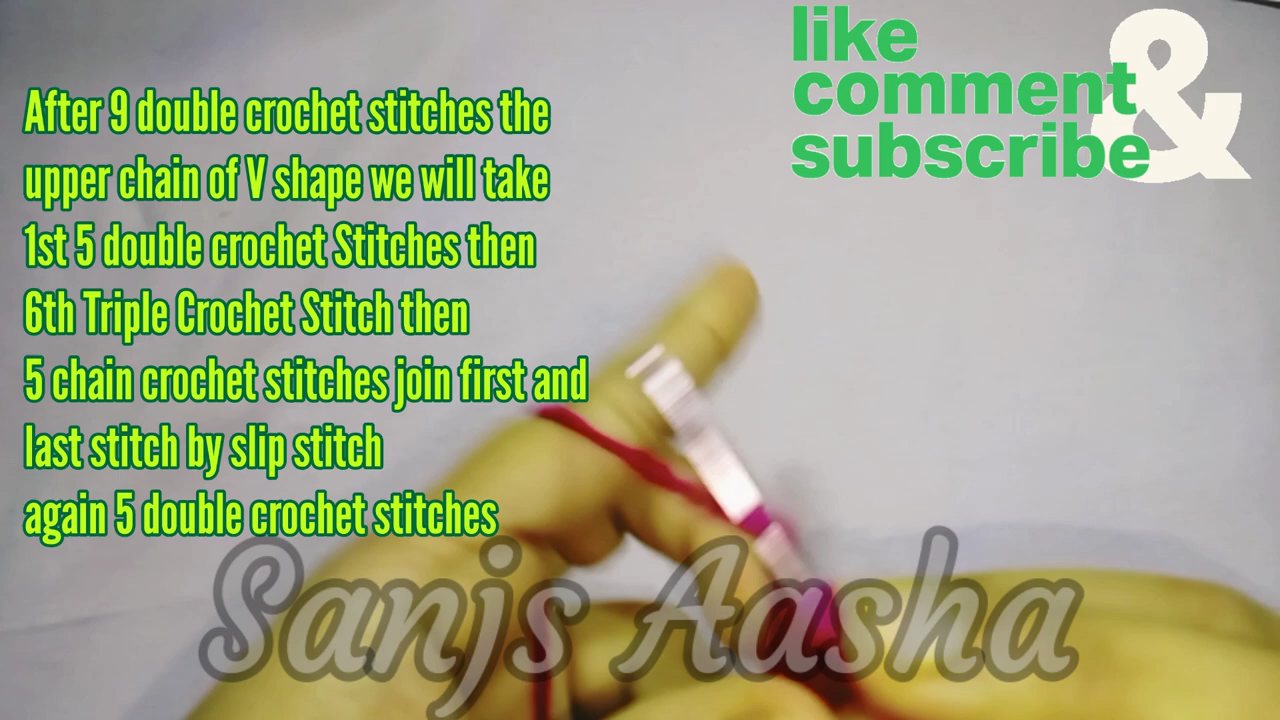 After 9 double crochet stitches the
upper chain of V shape we will take
1st 5 double crochet Stitches then
6th Triple Crochet Stitch then
5 chain crochet stitches join first and
last stitch by slip stitch
again 5 double crochet stitches
like
comment
subscribe
&
Sanjs Aasha